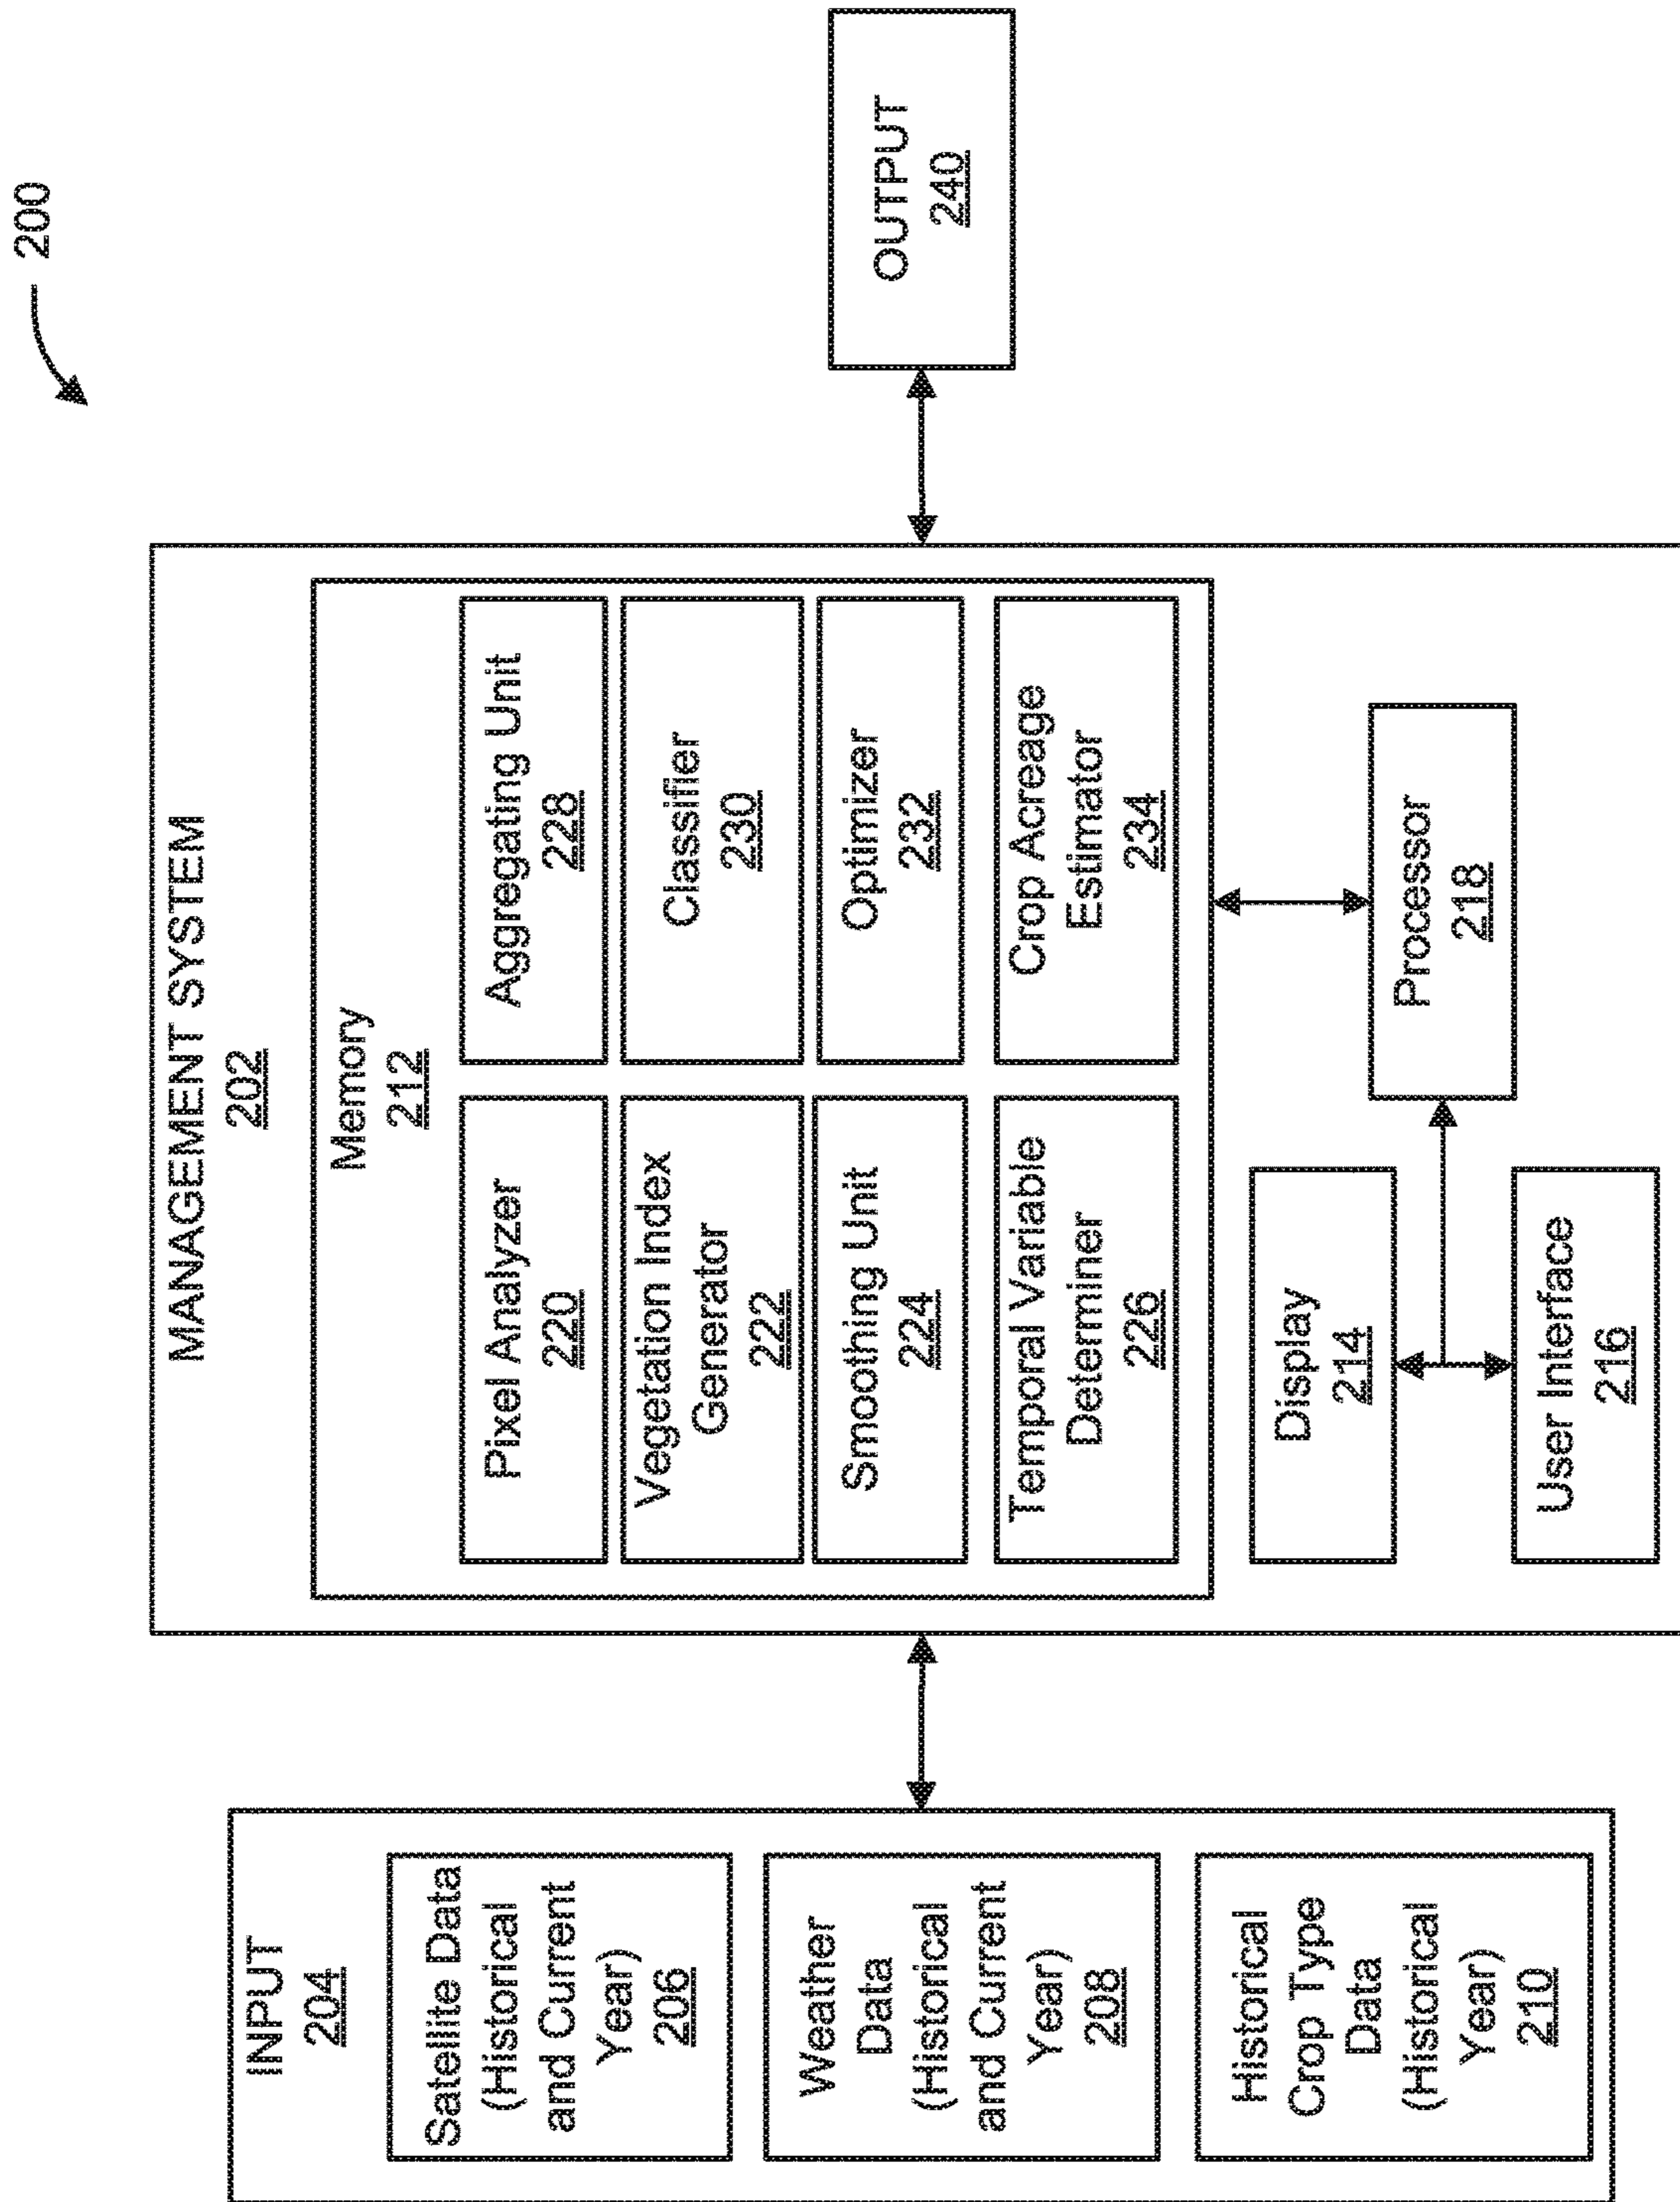 200
INPUT
204
Satellite Data
(Historical
and Current
Year)
206
Weather
Data
(Historical
and Current
Year)
208
Historical
Crop Type
Data
(Historical
Year)
210
MANAGEMENT SYSTEM
202
Memory
212
Pixel Analyzer
220
Vegetation Index
Generator
222
Smoothing Unit
224
Temporal Variable
Determiner
226
Aggregating Unit
228
Classifier
230
Optimizer
232
Crop Acreage
Estimator
234
Display
214
User Interface
216
Processor
218
OUTPUT
240